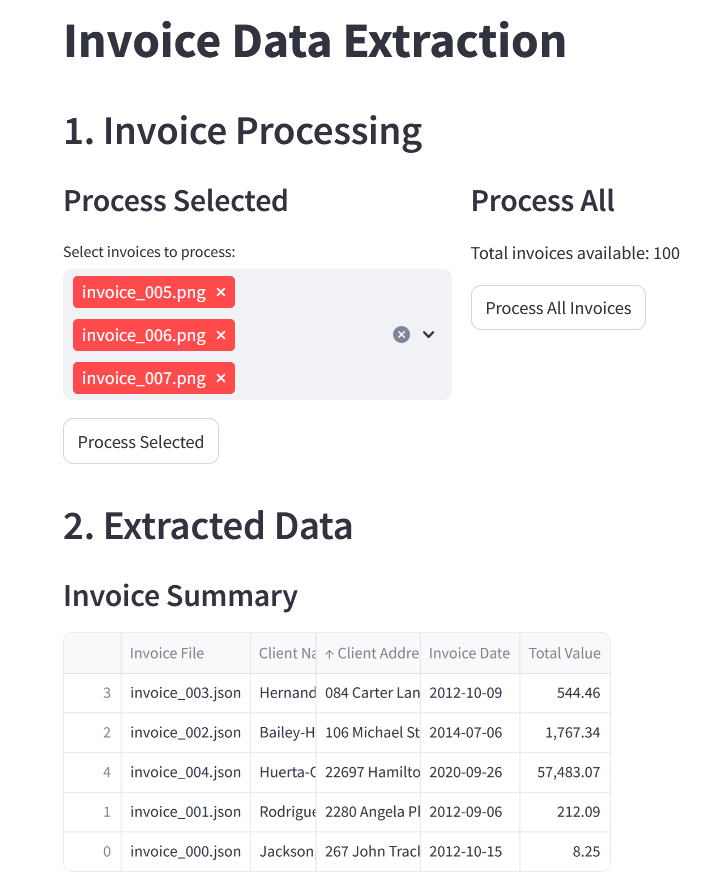 Invoice Data Extraction
1. Invoice Processing
Process Selected
Select invoices to process:
invoice_005.png ×
invoice_006.png ×
invoice_007.png ×
Process Selected
Process All
Total invoices available: 100
Process All Invoices
2. Extracted Data
Invoice Summary
Invoice File Client Na ↑ Client Addre Invoice Date Total Value
3 invoice_003.json Hernand 084 Carter Lan 2012-10-09 544.46
2 invoice_002.json Bailey-H 106 Michael St 2014-07-06 1,767.34
4 invoice_004.json Huerta-C 22697 Hamilto 2020-09-26 57,483.07
1 invoice_001.json Rodrigue 2280 Angela Pl 2012-09-06 212.09
0 invoice_000.json Jackson, 267 John Tracl 2012-10-15 8.25